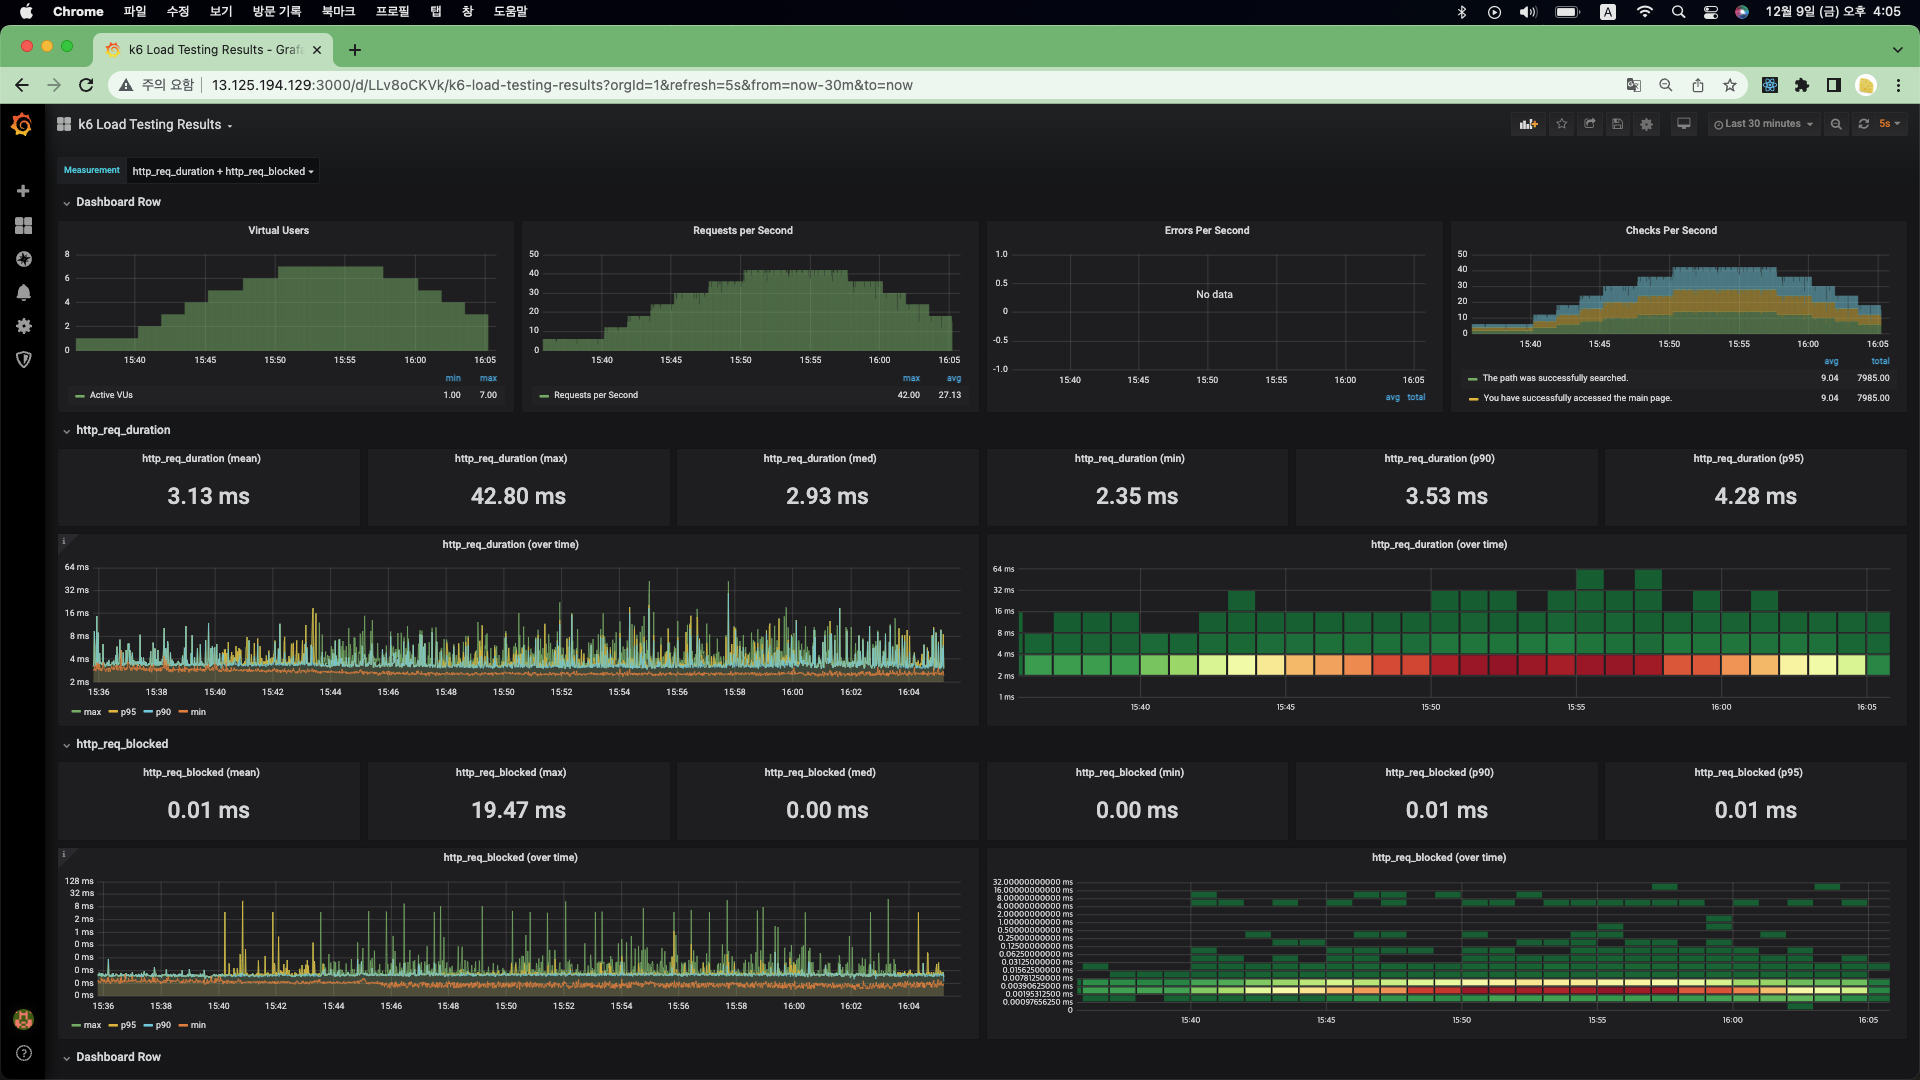 Chrome 파일 수정 보기 방문 기록 북마크 프로필 탭 창 도움말 A 12월 9일 (금) 오후 4:05
k6 Load Testing Results - Grafa
주의 요함 13.125.194.129:3000/d/LLv8oCKVk/k6-load-testing-results?orgId=1&refresh=5s&from=now-30m&to=now
k6 Load Testing Results Last 30 minutes 5s
Measurement http_req_duration + http_req_blocked
Dashboard Row
Virtual Users
8
6
4
2
0
15:40 15:45 15:50 15:55 16:00 16:05
min max
Active VUs 1.00 7.00
Requests per Second
50
40
30
20
10
0
15:40 15:45 15:50 15:55 16:00 16:05
max avg
Requests per Second 42.00 27.13
Errors Per Second
1.0
0.5
0
-0.5
-1.0
No data
15:40 15:45 15:50 15:55 16:00 16:05
avg total
Checks Per Second
50
40
30
20
10
0
15:40 15:45 15:50 15:55 16:00 16:05
avg total
The path was successfully searched. 9.04 7985.00
You have successfully accessed the main page. 9.04 7985.00
http_req_duration
http_req_duration (mean)
3.13 ms
http_req_duration (max)
42.80 ms
http_req_duration (med)
2.93 ms
http_req_duration (min)
2.35 ms
http_req_duration (p90)
3.53 ms
http_req_duration (p95)
4.28 ms
http_req_duration (over time)
64 ms
32 ms
16 ms
8 ms
4 ms
2 ms
15:36 15:38 15:40 15:42 15:44 15:46 15:48 15:50 15:52 15:54 15:56 15:58 16:00 16:02 16:04
max p95 p90 min
http_req_duration (over time)
64 ms
32 ms
16 ms
8 ms
4 ms
2 ms
1 ms
15:40 15:45 15:50 15:55 16:00 16:05
http_req_blocked
http_req_blocked (mean)
0.01 ms
http_req_blocked (max)
19.47 ms
http_req_blocked (med)
0.00 ms
http_req_blocked (min)
0.00 ms
http_req_blocked (p90)
0.01 ms
http_req_blocked (p95)
0.01 ms
http_req_blocked (over time)
128 ms
32 ms
8 ms
2 ms
1 ms
0 ms
0 ms
0 ms
0 ms
0 ms
15:36 15:38 15:40 15:42 15:44 15:46 15:48 15:50 15:52 15:54 15:56 15:58 16:00 16:02 16:04
max p95 p90 min
http_req_blocked (over time)
32.00000000000 ms
16.00000000000 ms
8.00000000000 ms
4.00000000000 ms
2.00000000000 ms
1.00000000000 ms
0.50000000000 ms
0.25000000000 ms
0.12500000000 ms
0.06250000000 ms
0.03125000000 ms
0.01562500000 ms
0.00781250000 ms
0.00390625000 ms
0.00195312500 ms
0.00097656250 ms
0
15:40 15:45 15:50 15:55 16:00 16:05
Dashboard Row